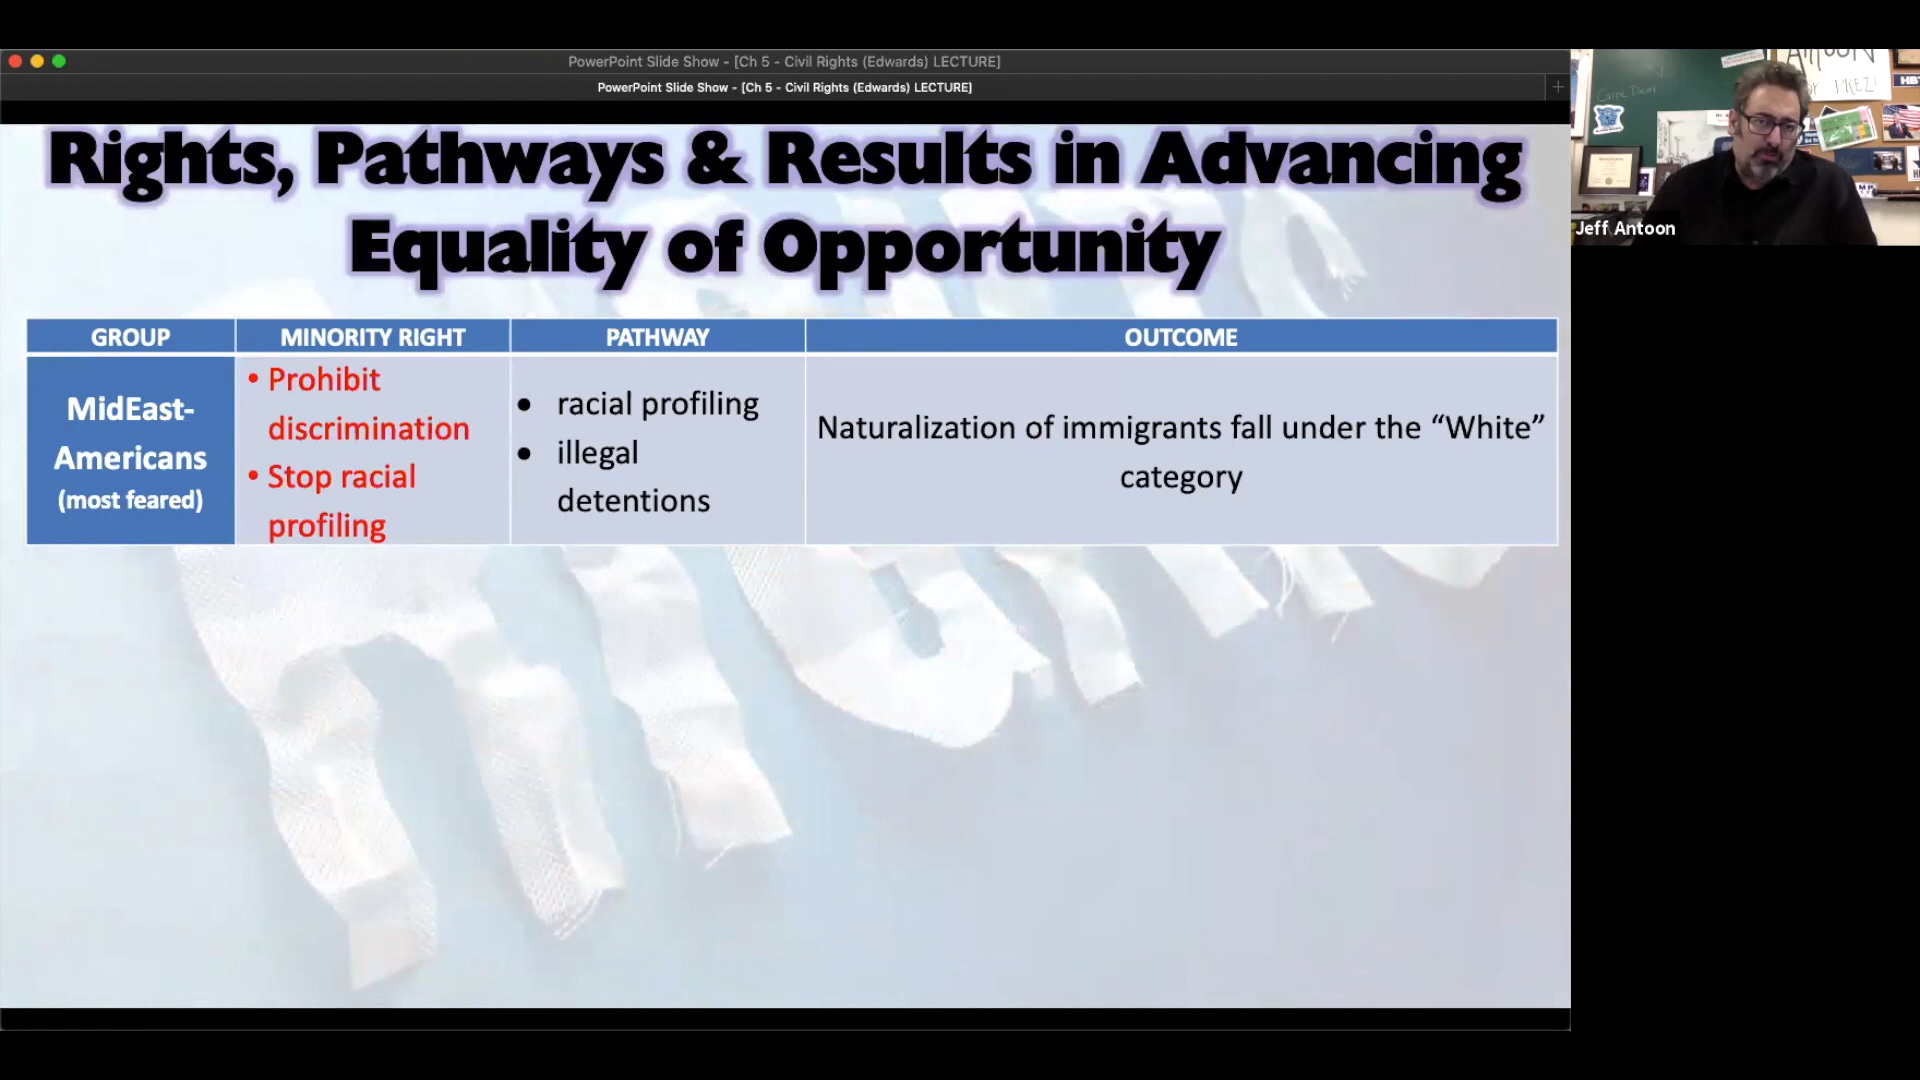 PowerPoint Slide Show - [Ch 5 - Civil Rights (Edwards) LECTURE]
PowerPoint Slide Show - [Ch 5 - Civil Rights (Edwards) LECTURE]
Rights, Pathways & Results in Advancing
Equality of Opportunity
GROUP MINORITY RIGHT PATHWAY OUTCOME
MidEast-
Americans
(most feared)
• Prohibit
discrimination
• Stop racial
profiling
• racial profiling
• illegal
detentions
Naturalization of immigrants fall under the “White”
category
Jeff Antoon